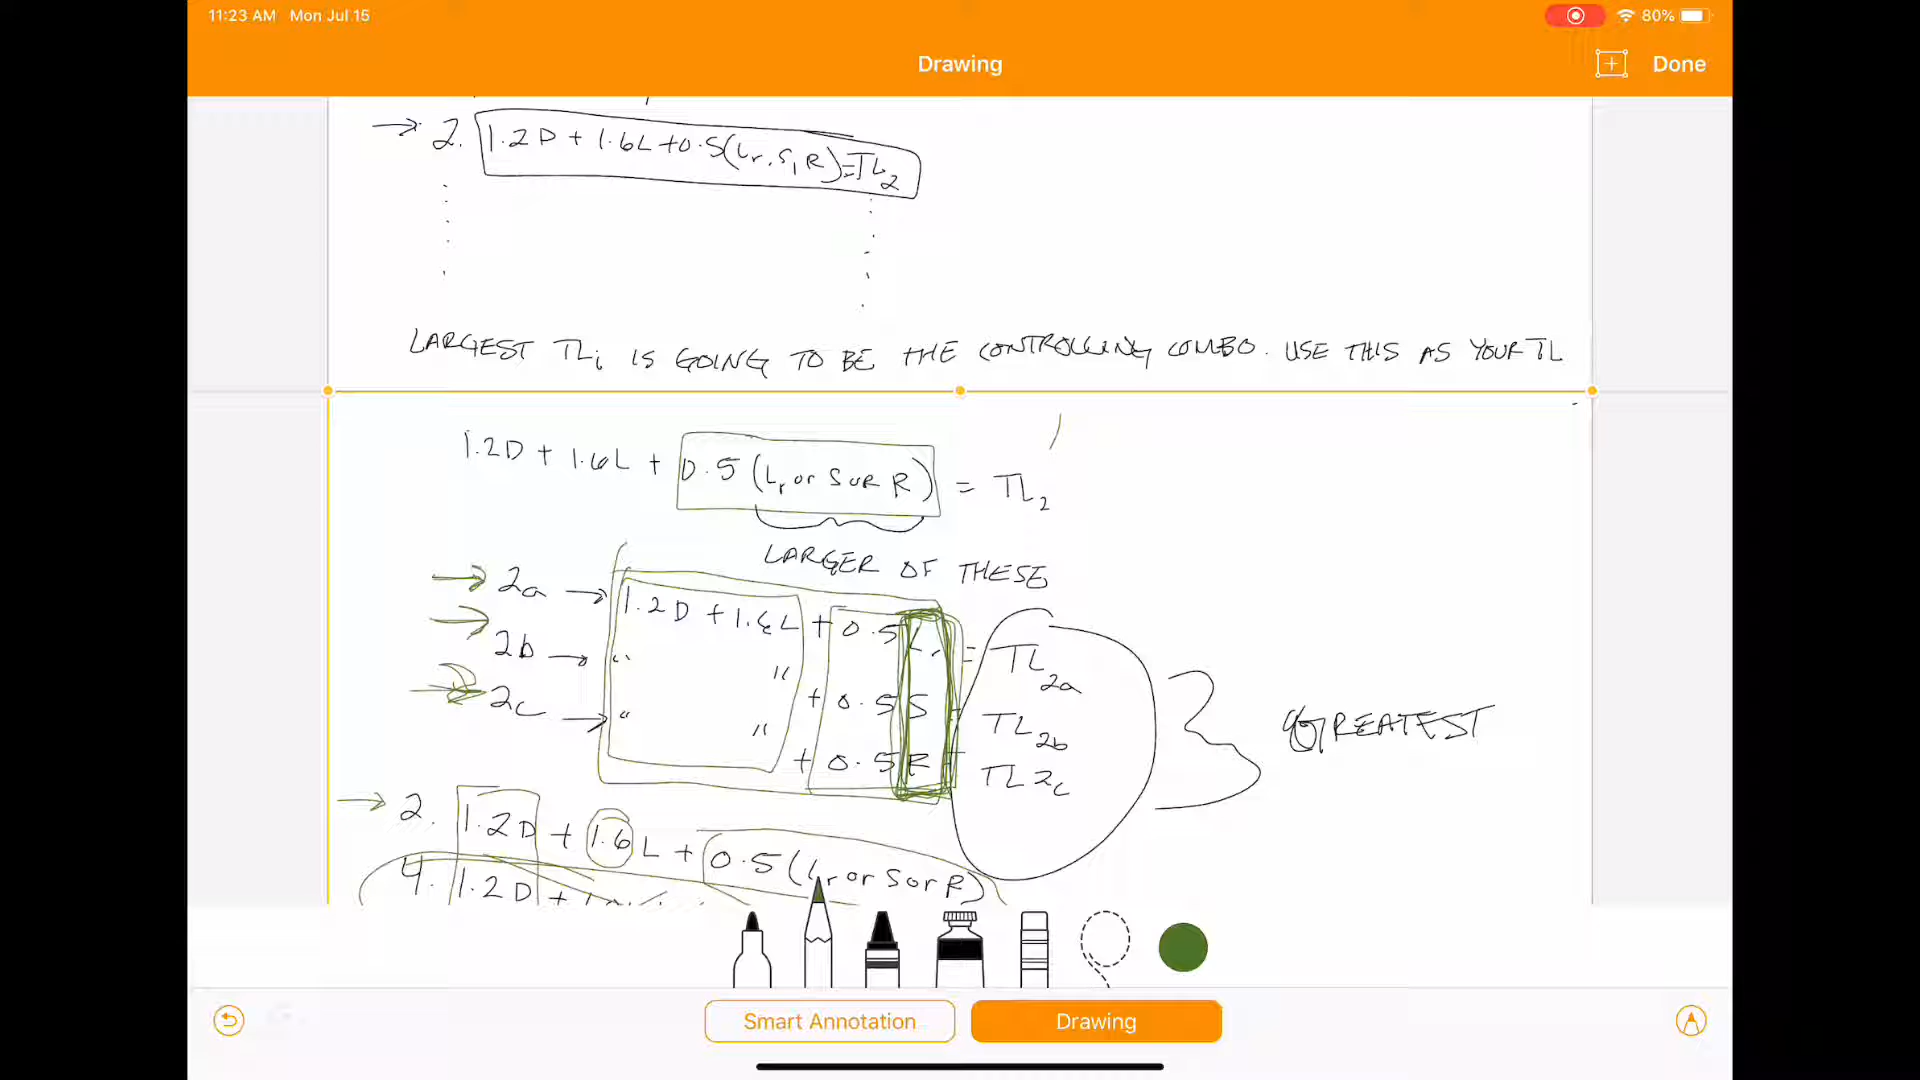 11:23 AM Mon Jul 15
80%
Drawing
Done
→ 2. 1.2D + 1.6L + 0.5(Lr, S, R) = TL2
LARGEST TLi IS GOING TO BE THE CONTROLLING COMBO. USE THIS AS YOUR TL
1.2D + 1.6L + 0.5 (Lr or S or R) = TL2
LARGER OF THESE
→ 2a → 1.2D + 1.6L + 0.5Lr = TL2a
→ 2b → " " + 0.5S = TL2b
→ 2c → " " + 0.5R = TL2c
GREATEST
→ 2. 1.2D + 1.6L + 0.5(Lr or S or R)
4. 1.2D +
Smart Annotation
Drawing